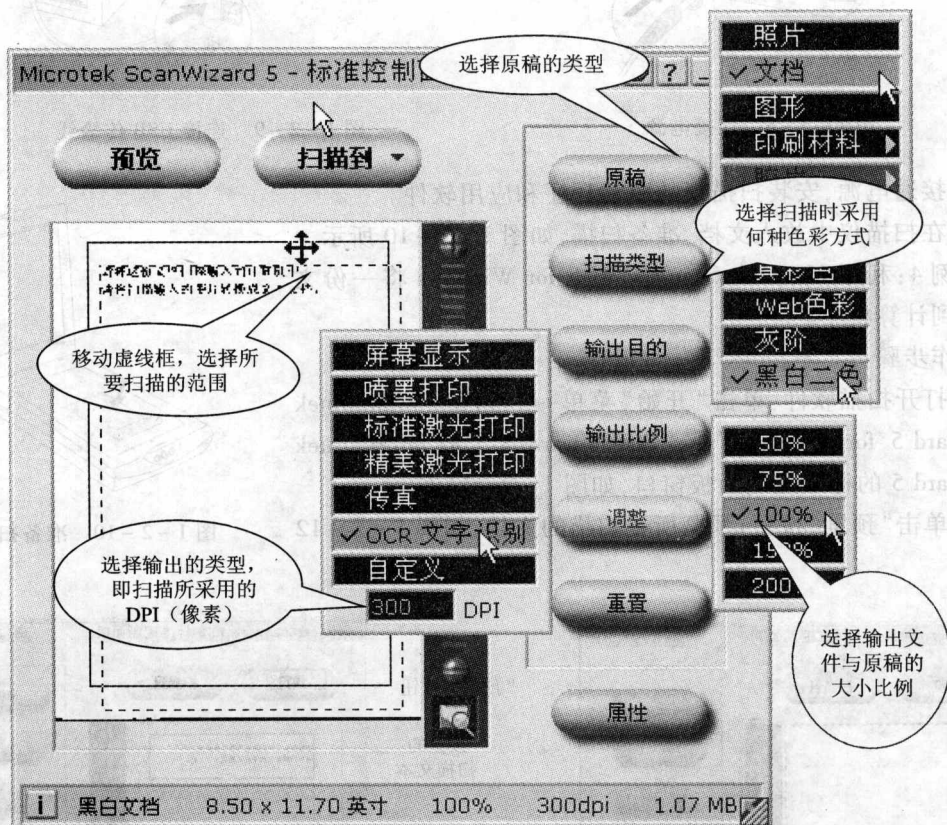 Microtek ScanWizard 5 - 标准控制
选择原稿的类型
?
照片
✓文档
图形
印刷材料
预览
扫描到
原稿
选择扫描时采用
何种色彩方式
扫描类型
真彩色
Web色彩
灰阶
✓黑白二色
移动虚线框，选择所
要扫描的范围
输出目的
屏幕显示
喷墨打印
标准激光打印
精美激光打印
传真
✓OCR 文字识别
自定义
300 DPI
输出比例
50%
75%
✓100%
150%
200
调整
选择输出的类型，
即扫描所采用的
DPI（像素）
重置
选择输出文
件与原稿的
大小比例
属性
i 黑白文档 8.50 x 11.70 英寸 100% 300dpi 1.07 MB